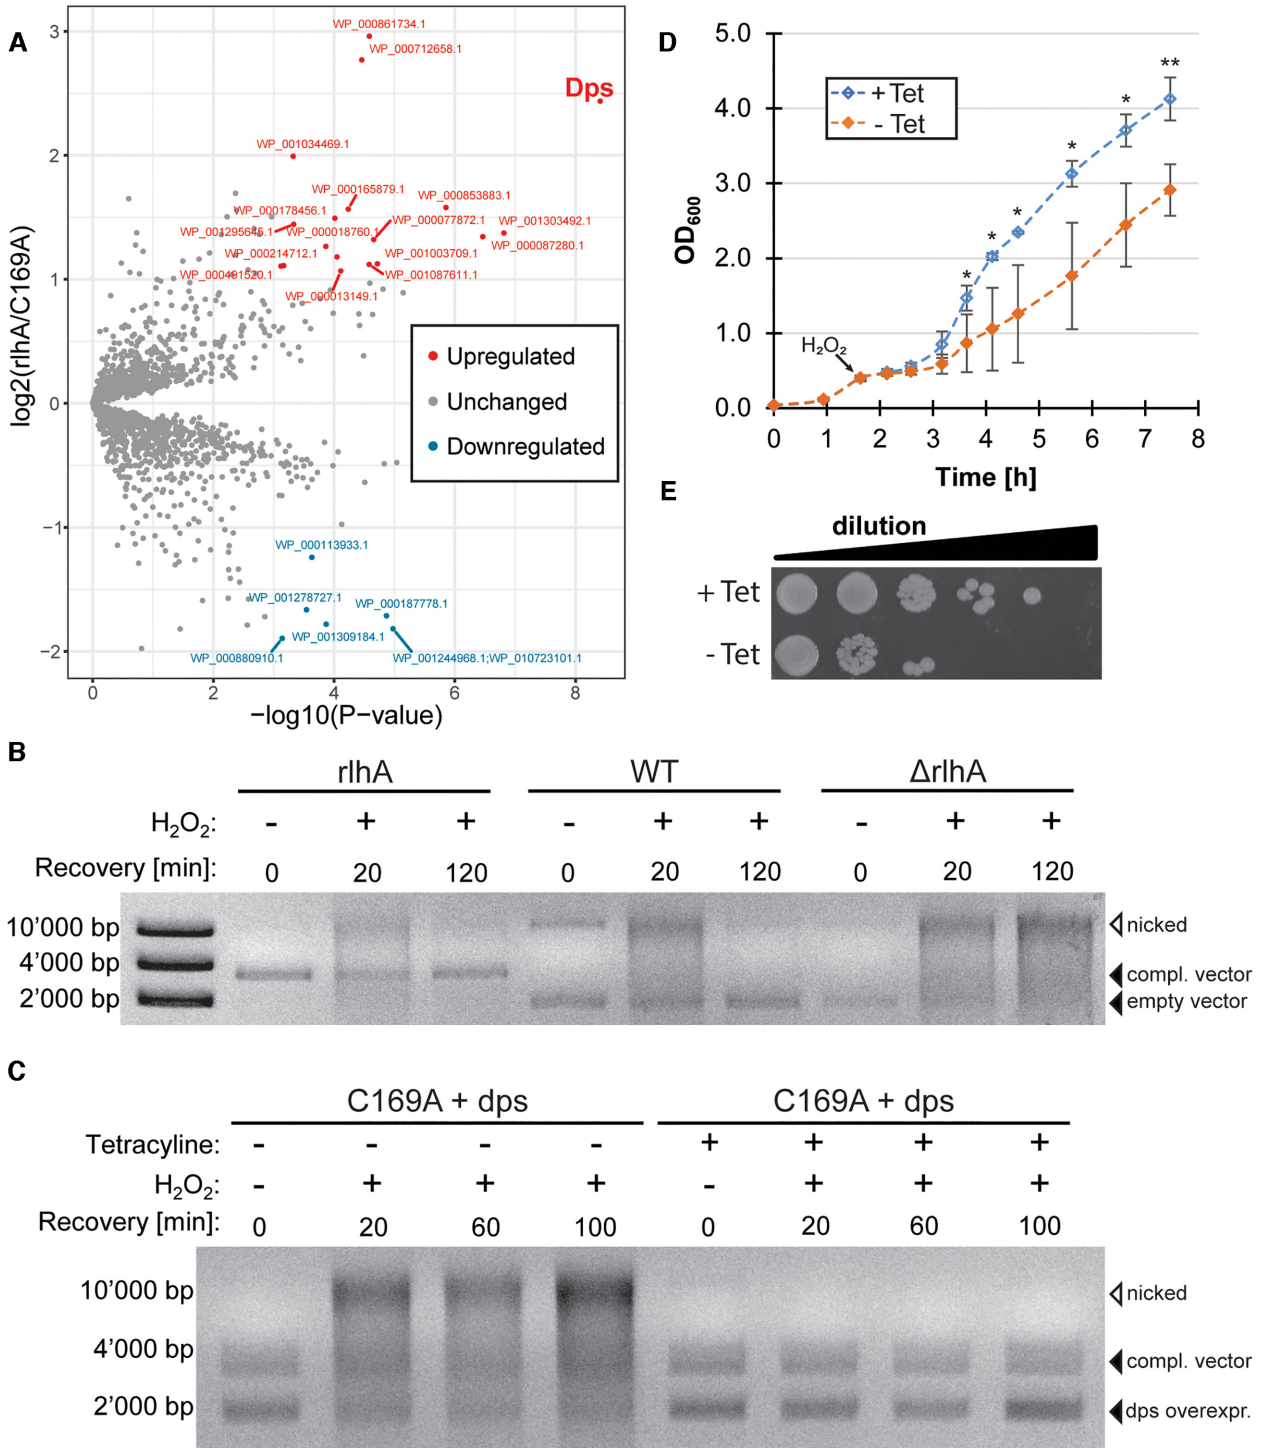 A
3
2
1
0
−1
−2
log2(rlhA/C169A)
WP_000861734.1
WP_000712658.1
Dps
WP_001034469.1
WP_000165879.1
WP_000853883.1
WP_000178456.1
WP_000077872.1
WP_001303492.1
WP_001295645.1
WP_000018760.1
WP_000087280.1
WP_000214712.1
WP_001003709.1
WP_000491520.1
WP_001087611.1
WP_000013149.1
Upregulated
Unchanged
Downregulated
WP_000113933.1
WP_001278727.1
WP_000187778.1
WP_001309184.1
WP_000880910.1
WP_001244968.1;WP_010723101.1
0 2 4 6 8
−log10(P−value)
D
5.0
4.0
3.0
2.0
1.0
0.0
OD600
+ Tet
- Tet
H₂O₂
* * * * * **
0 1 2 3 4 5 6 7 8
Time [h]
E
dilution
+ Tet
- Tet
B
rlhA WT ΔrlhA
H₂O₂: - + + - + + - + +
Recovery [min]: 0 20 120 0 20 120 0 20 120
10’000 bp
4’000 bp
2’000 bp
nicked
compl. vector
empty vector
C
C169A + dps C169A + dps
Tetracyline: - - - - + + + +
H₂O₂: - + + + - + + +
Recovery [min]: 0 20 60 100 0 20 60 100
10’000 bp
4’000 bp
2’000 bp
nicked
compl. vector
dps overexpr.